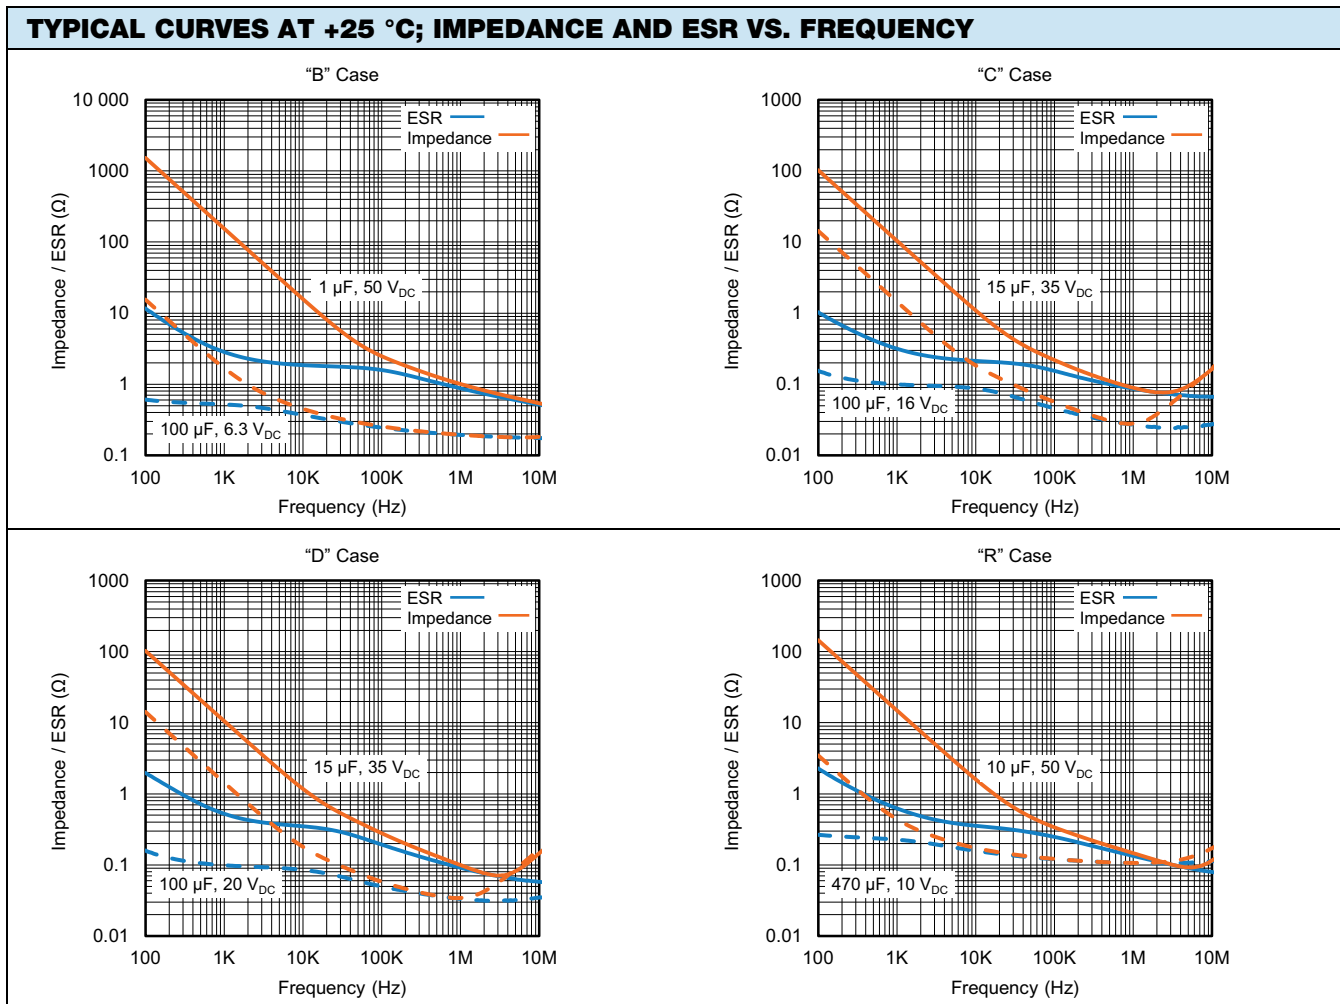 TYPICAL CURVES AT +25 °C; IMPEDANCE AND ESR VS. FREQUENCY
“B” Case
Impedance / ESR (Ω)
10 000
1000
100
10
1
0.1
ESR
Impedance
1 µF, 50 VDC
100 µF, 6.3 VDC
100 1K 10K 100K 1M 10M
Frequency (Hz)
“C” Case
Impedance / ESR (Ω)
1000
100
10
1
0.1
0.01
ESR
Impedance
15 µF, 35 VDC
100 µF, 16 VDC
100 1K 10K 100K 1M 10M
Frequency (Hz)
“D” Case
Impedance / ESR (Ω)
1000
100
10
1
0.1
0.01
ESR
Impedance
15 µF, 35 VDC
100 µF, 20 VDC
100 1K 10K 100K 1M 10M
Frequency (Hz)
“R” Case
Impedance / ESR (Ω)
1000
100
10
1
0.1
0.01
ESR
Impedance
10 µF, 50 VDC
470 µF, 10 VDC
100 1K 10K 100K 1M 10M
Frequency (Hz)